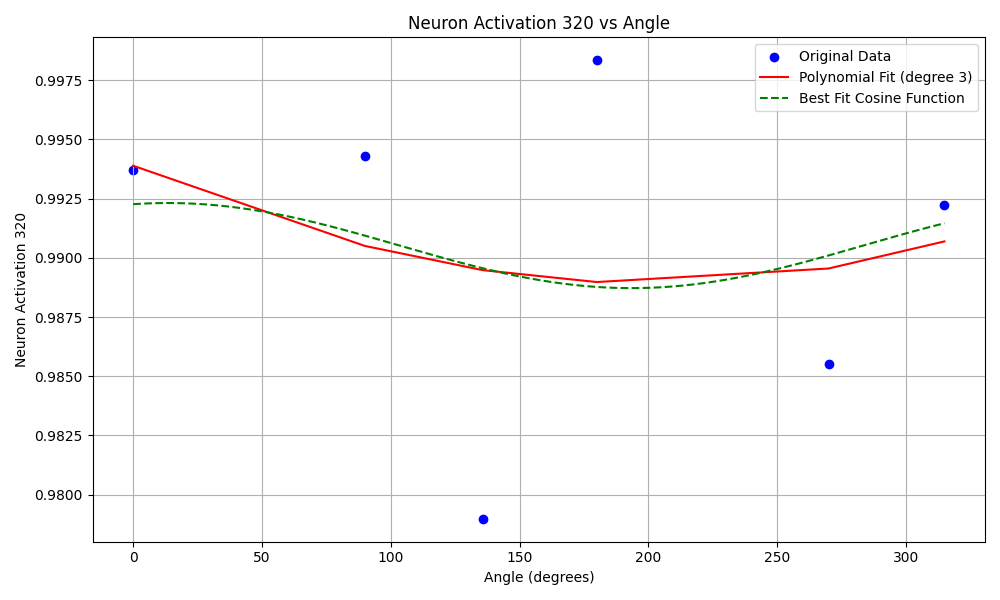 Neuron Activation 320 vs Angle
Original Data
Polynomial Fit (degree 3)
Best Fit Cosine Function
0.9975
0.9950
0.9925
0.9900
0.9875
0.9850
0.9825
0.9800
Neuron Activation 320
0 50 100 150 200 250 300
Angle (degrees)